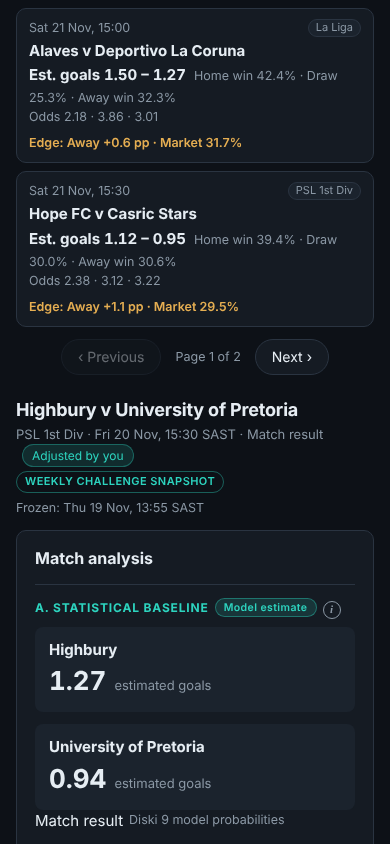 Sat 21 Nov, 15:00 La Liga
Alaves v Deportivo La Coruna
Est. goals 1.50 – 1.27 Home win 42.4% · Draw
25.3% · Away win 32.3%
Odds 2.18 · 3.86 · 3.01
Edge: Away +0.6 pp · Market 31.7%
Sat 21 Nov, 15:30 PSL 1st Div
Hope FC v Casric Stars
Est. goals 1.12 – 0.95 Home win 39.4% · Draw
30.0% · Away win 30.6%
Odds 2.38 · 3.12 · 3.22
Edge: Away +1.1 pp · Market 29.5%
‹ Previous Page 1 of 2 Next ›
Highbury v University of Pretoria
PSL 1st Div · Fri 20 Nov, 15:30 SAST · Match result
Adjusted by you
WEEKLY CHALLENGE SNAPSHOT
Frozen: Thu 19 Nov, 13:55 SAST
Match analysis
A. STATISTICAL BASELINE Model estimate i
Highbury
1.27 estimated goals
University of Pretoria
0.94 estimated goals
Match result Diski 9 model probabilities